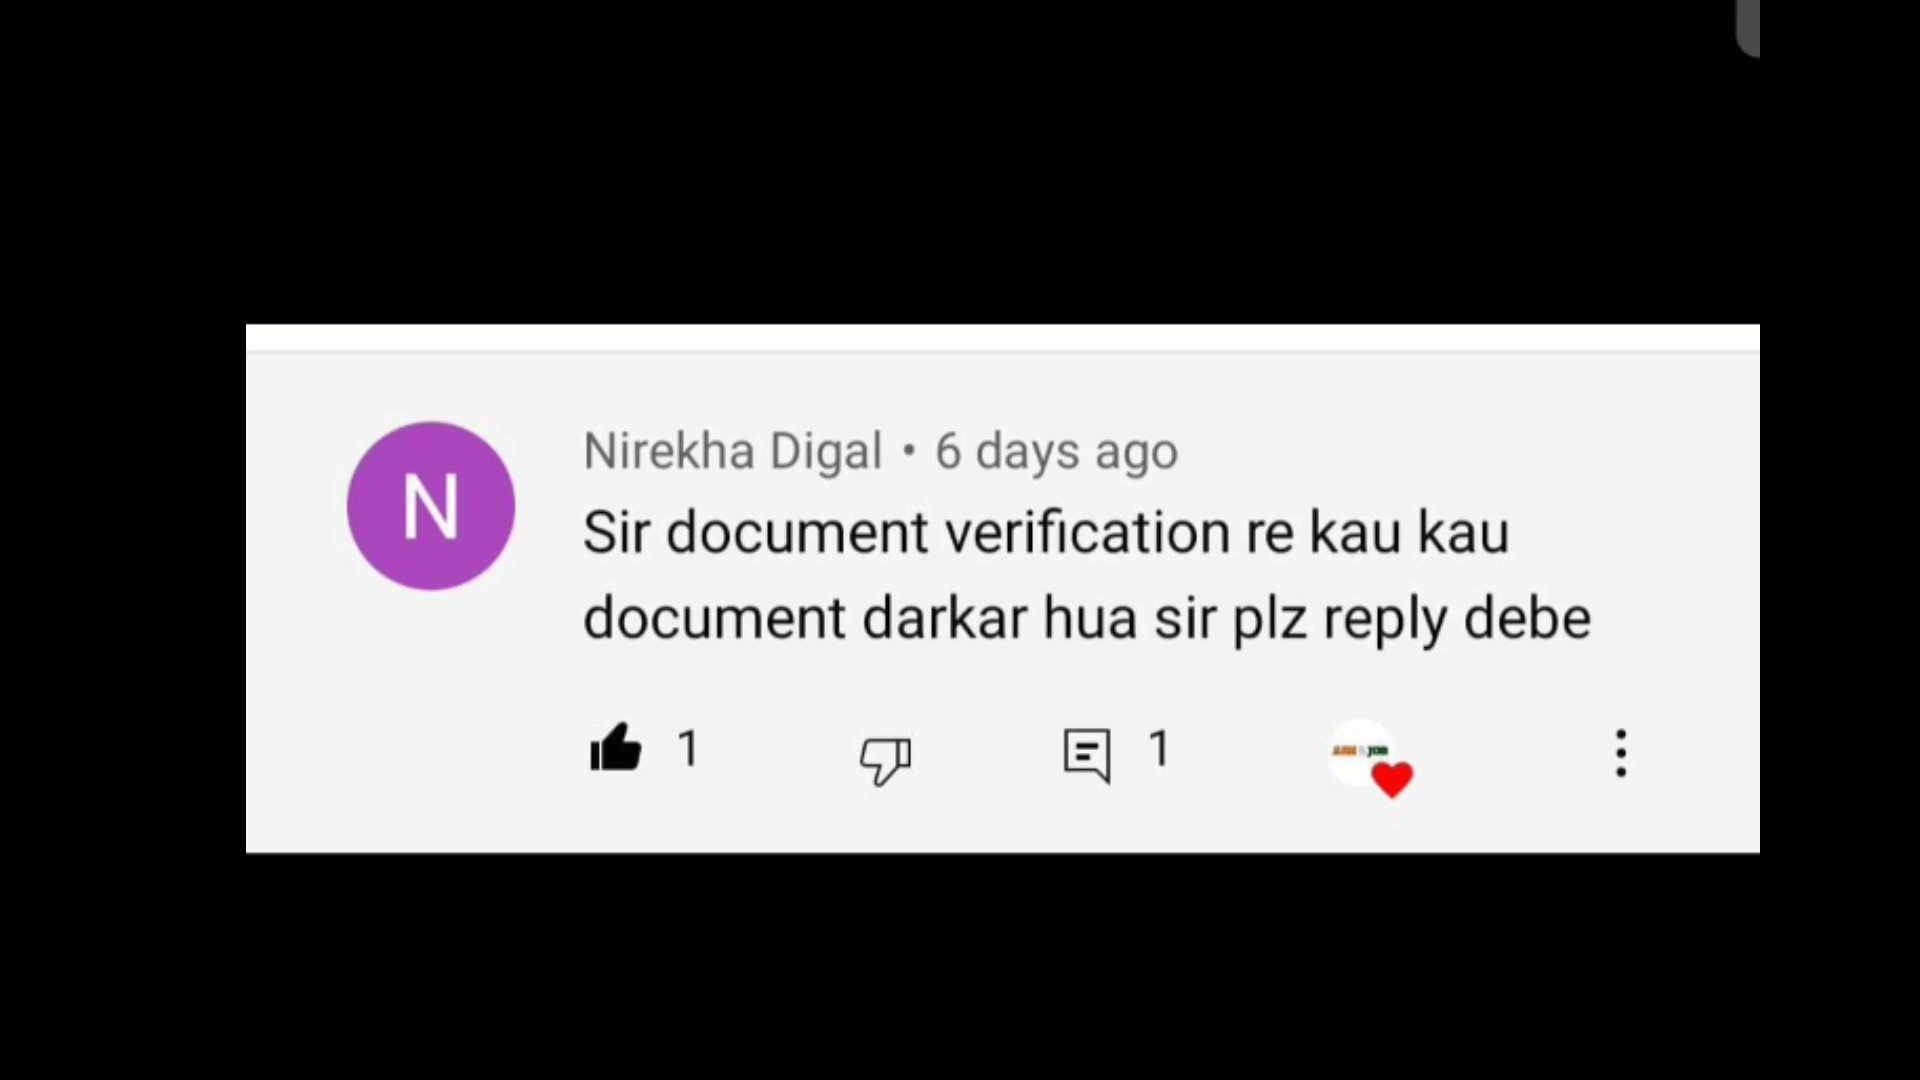 N
Nirekha Digal • 6 days ago
Sir document verification re kau kau
document darkar hua sir plz reply debe
1
1